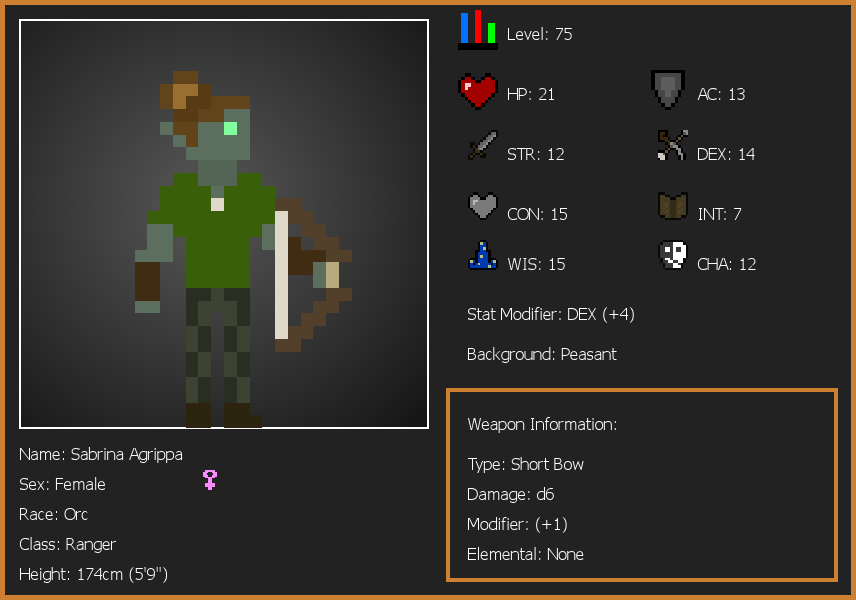 Level: 75
HP: 21
AC: 13
STR: 12
DEX: 14
CON: 15
INT: 7
WIS: 15
CHA: 12
Stat Modifier: DEX (+4)
Background: Peasant
Weapon Information:
Type: Short Bow
Damage: d6
Modifier: (+1)
Elemental: None
Name: Sabrina Agrippa
Sex: Female
Race: Orc
Class: Ranger
Height: 174cm (5'9")